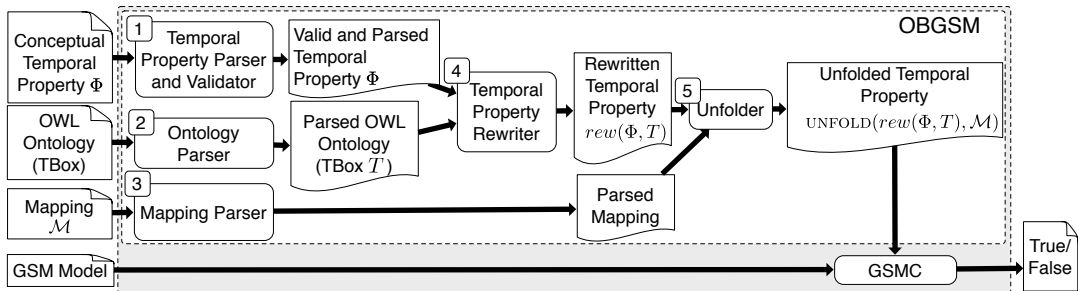 OBGSM
Conceptual
Temporal
Property Φ
1
Temporal
Property Parser
and Validator
Valid and Parsed
Temporal
Property Φ
4
Temporal
Property
Rewriter
Rewritten
Temporal
Property
rew(Φ, T)
5
Unfolder
Unfolded Temporal
Property
UNFOLD(rew(Φ, T), ℳ)
OWL
Ontology
(TBox)
2
Ontology
Parser
Parsed OWL
Ontology
(TBox T)
Mapping
ℳ
3
Mapping Parser
Parsed
Mapping
GSM Model
GSMC
True/
False